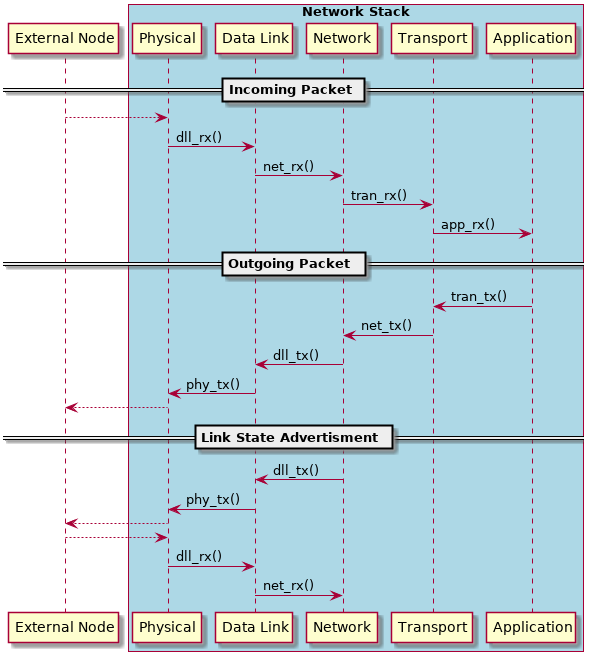 Network Stack
External Node Physical Data Link Network Transport Application
Incoming Packet
dll_rx()
net_rx()
tran_rx()
app_rx()
Outgoing Packet
tran_tx()
net_tx()
dll_tx()
phy_tx()
Link State Advertisment
dll_tx()
phy_tx()
dll_rx()
net_rx()
External Node Physical Data Link Network Transport Application